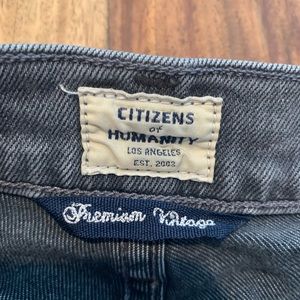 CITIZENS
of
HUMANITY
LOS ANGELES
EST. 2003
Premium Vintage